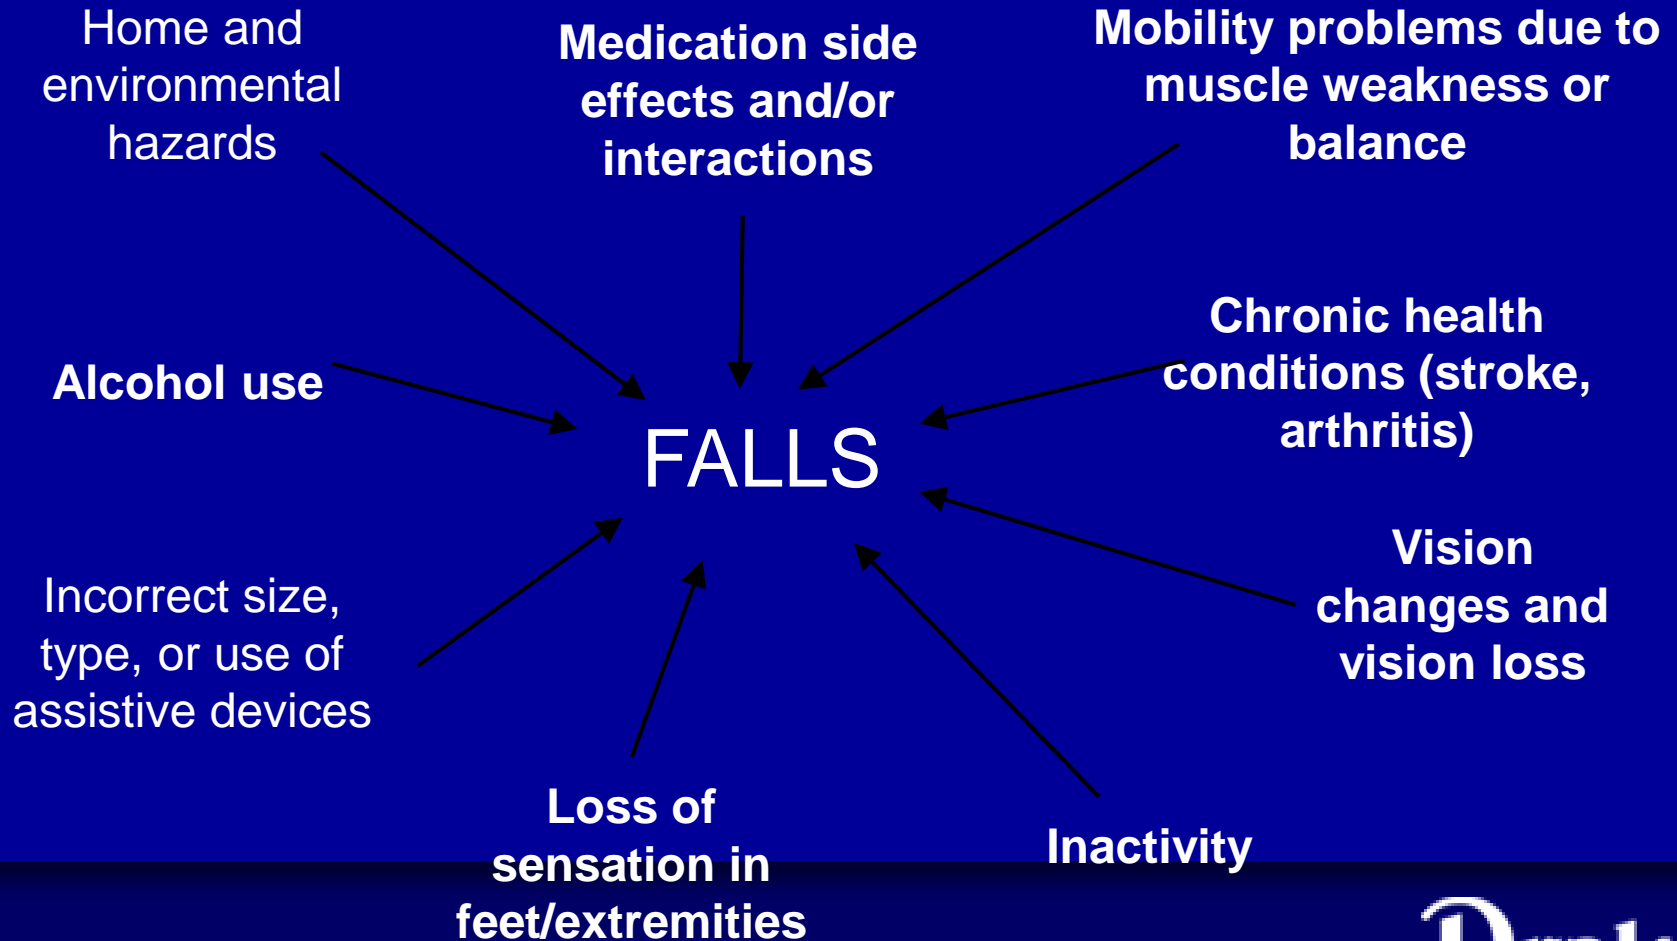 Home and
environmental
hazards
Medication side
effects and/or
interactions
Mobility problems due to
muscle weakness or
balance
Alcohol use
Chronic health
conditions (stroke,
arthritis)
FALLS
Incorrect size,
type, or use of
assistive devices
Vision
changes and
vision loss
Loss of
sensation in
feet/extremities
Inactivity